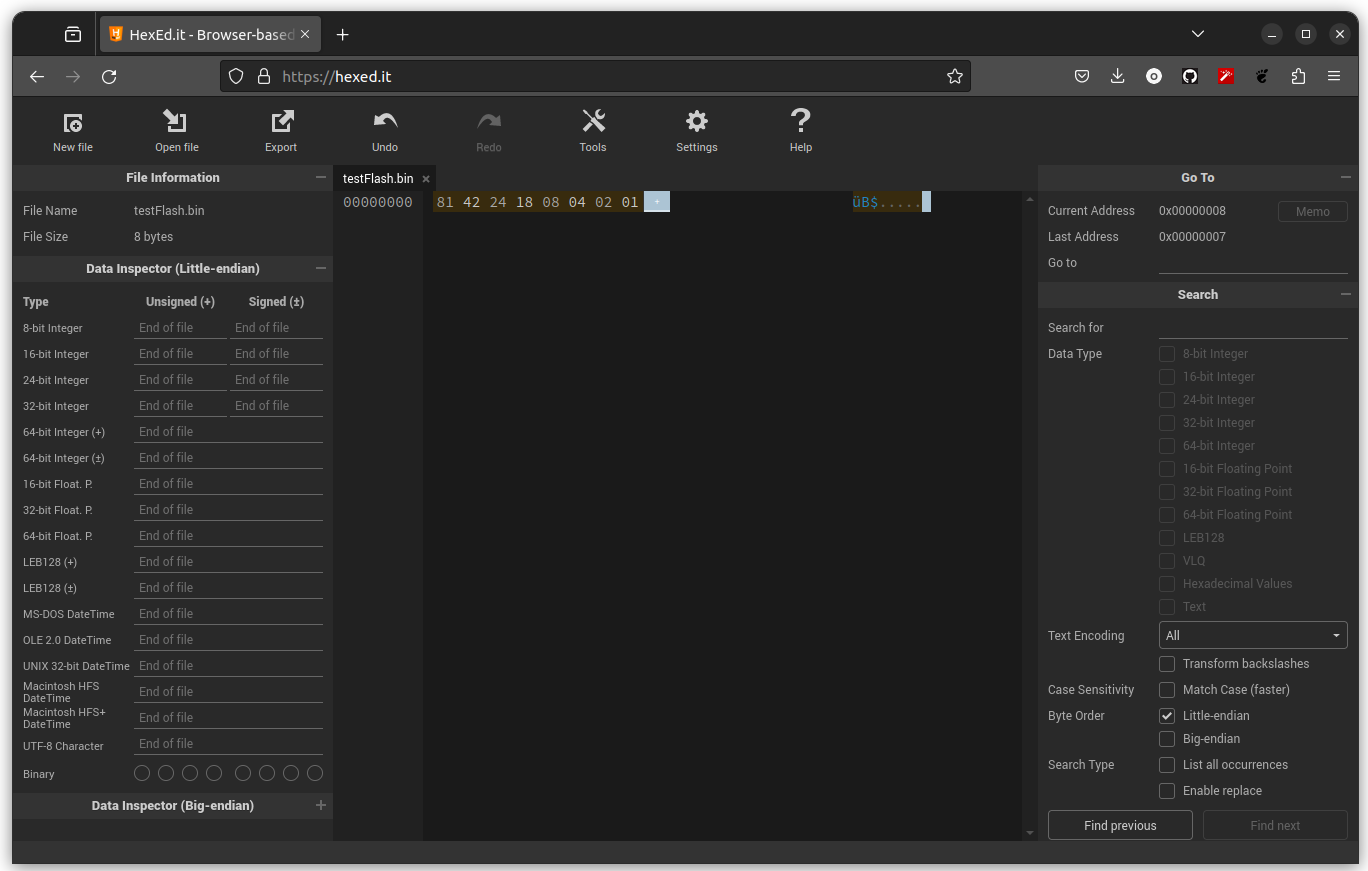 HexEd.it - Browser-based
https://hexed.it
New file
Open file
Export
Undo
Redo
Tools
Settings
Help
File Information
File Name testFlash.bin
File Size 8 bytes
Data Inspector (Little-endian)
Type Unsigned (+) Signed (±)
8-bit Integer End of file End of file
16-bit Integer End of file End of file
24-bit Integer End of file End of file
32-bit Integer End of file End of file
64-bit Integer (+) End of file
64-bit Integer (±) End of file
16-bit Float. P. End of file
32-bit Float. P. End of file
64-bit Float. P. End of file
LEB128 (+) End of file
LEB128 (±) End of file
MS-DOS DateTime End of file
OLE 2.0 DateTime End of file
UNIX 32-bit DateTime End of file
Macintosh HFS
DateTime End of file
Macintosh HFS+
DateTime End of file
UTF-8 Character End of file
Binary
Data Inspector (Big-endian)
testFlash.bin
00000000 81 42 24 18 08 04 02 01 + üB$.....
Go To
Current Address 0x00000008 Memo
Last Address 0x00000007
Go to
Search
Search for
Data Type 8-bit Integer
16-bit Integer
24-bit Integer
32-bit Integer
64-bit Integer
16-bit Floating Point
32-bit Floating Point
64-bit Floating Point
LEB128
VLQ
Hexadecimal Values
Text
Text Encoding All
Transform backslashes
Case Sensitivity Match Case (faster)
Byte Order Little-endian
Big-endian
Search Type List all occurrences
Enable replace
Find previous Find next